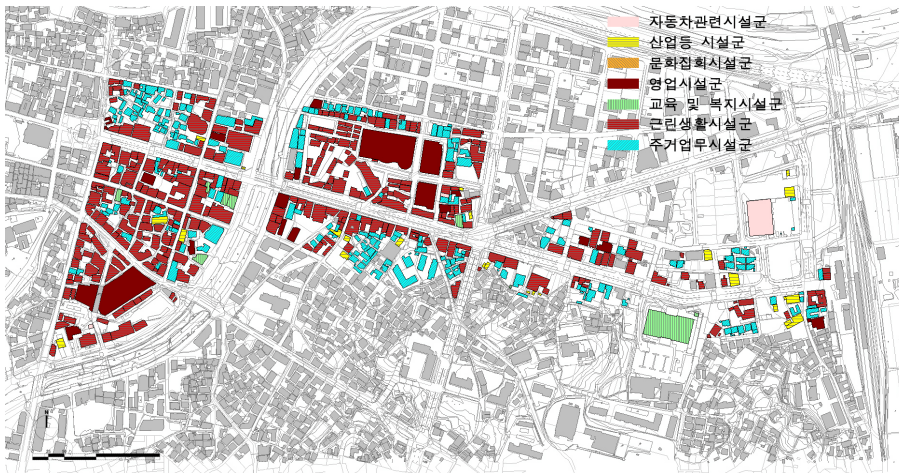 자동차관련시설군
산업등 시설군
문화집회시설군
영업시설군
교육 및 복지시설군
근린생활시설군
주거업무시설군
N